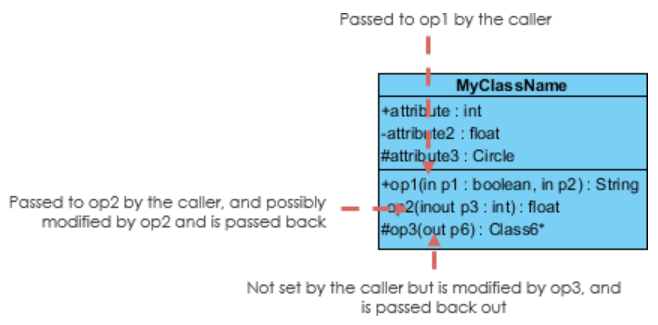 Passed to op1 by the caller
MyClassName
+attribute : int
-attribute2 : float
#attribute3 : Circle
+op1(in p1 : boolean, in p2) : String
Passed to op2 by the caller, and possibly
modified by op2 and is passed back
-op2(inout p3 : int) : float
#op3(out p6) : Class6*
Not set by the caller but is modified by op3, and
is passed back out